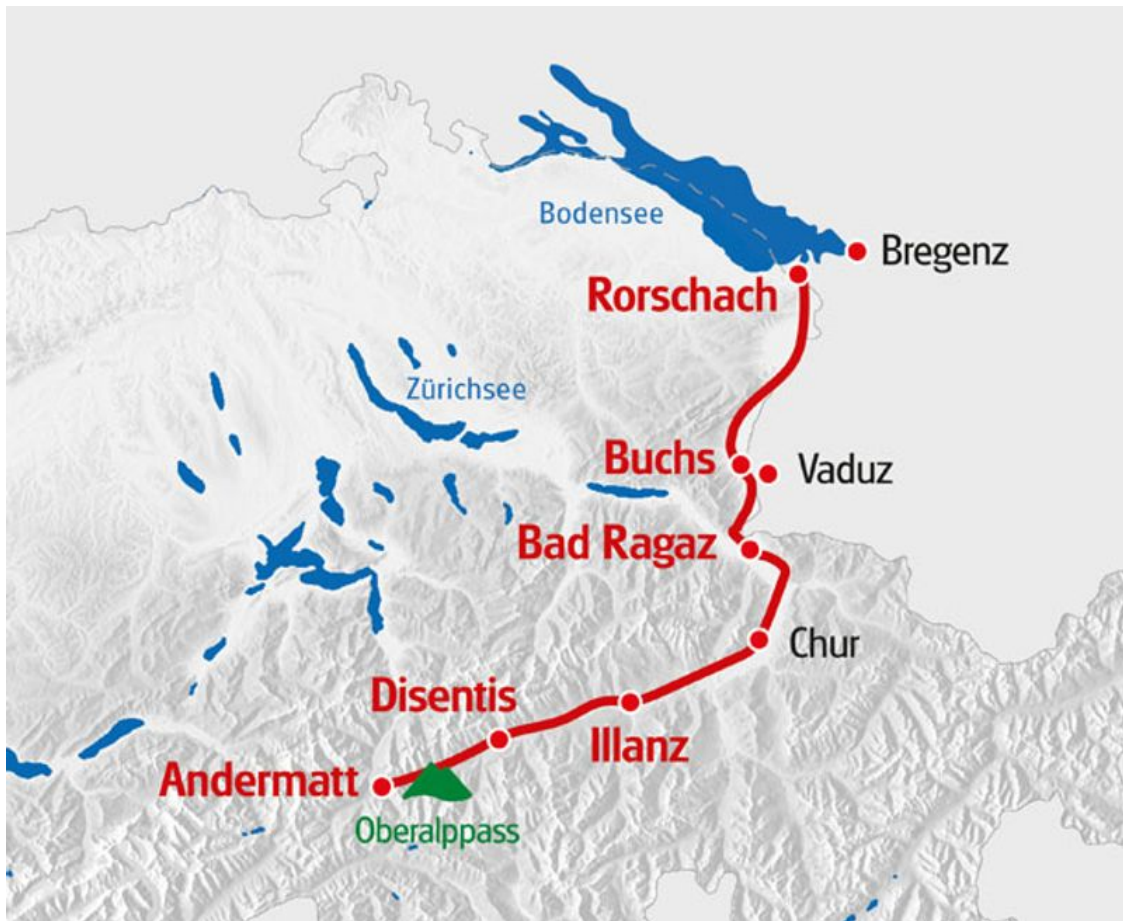 Bodensee
Bregenz
Rorschach
Zürichsee
Buchs
Vaduz
Bad Ragaz
Chur
Disentis
Illanz
Andermatt
Oberalppass